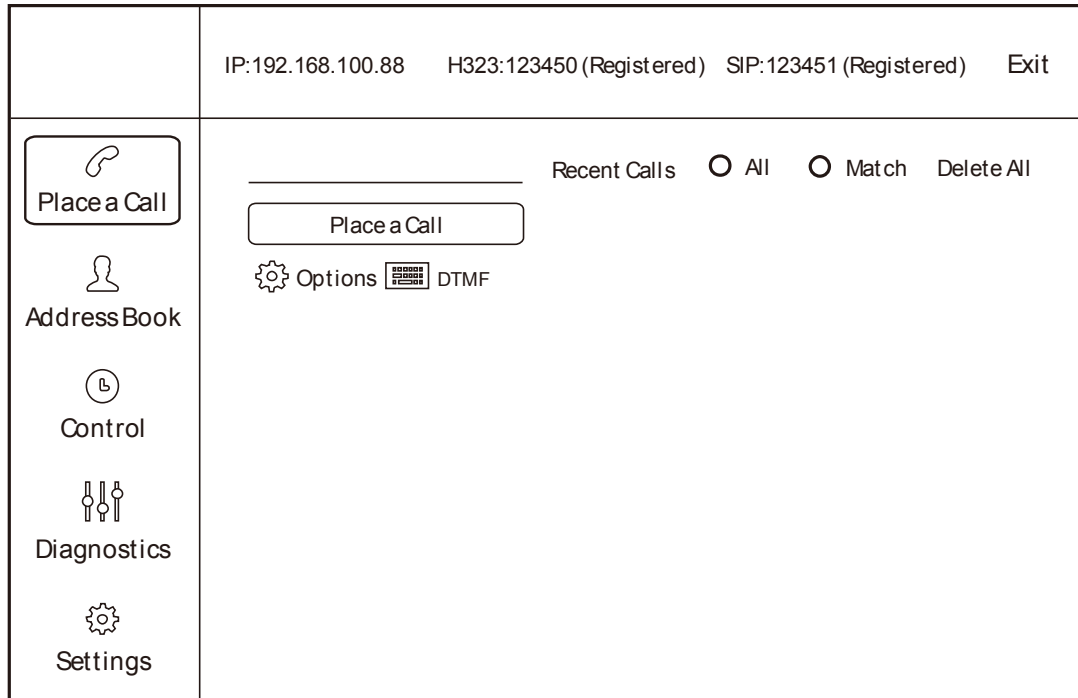 IP:192.168.100.88 H323:123450 (Registered) SIP:123451 (Registered) Exit
Place a Call
Address Book
Control
Diagnostics
Settings
Recent Calls All Match Delete All
Place a Call
Options DTMF